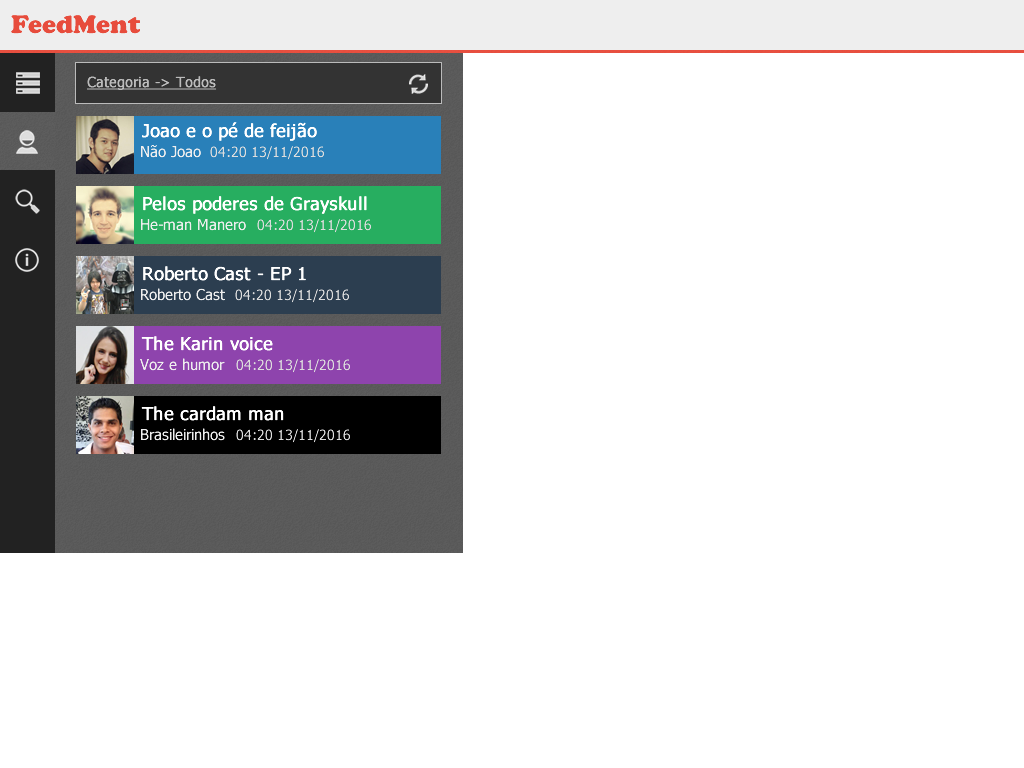 FeedMent
Categoria -> Todos
Joao e o pé de feijão
Não Joao 04:20 13/11/2016
Pelos poderes de Grayskull
He-man Manero 04:20 13/11/2016
Roberto Cast - EP 1
Roberto Cast 04:20 13/11/2016
The Karin voice
Voz e humor 04:20 13/11/2016
The cardam man
Brasileirinhos 04:20 13/11/2016